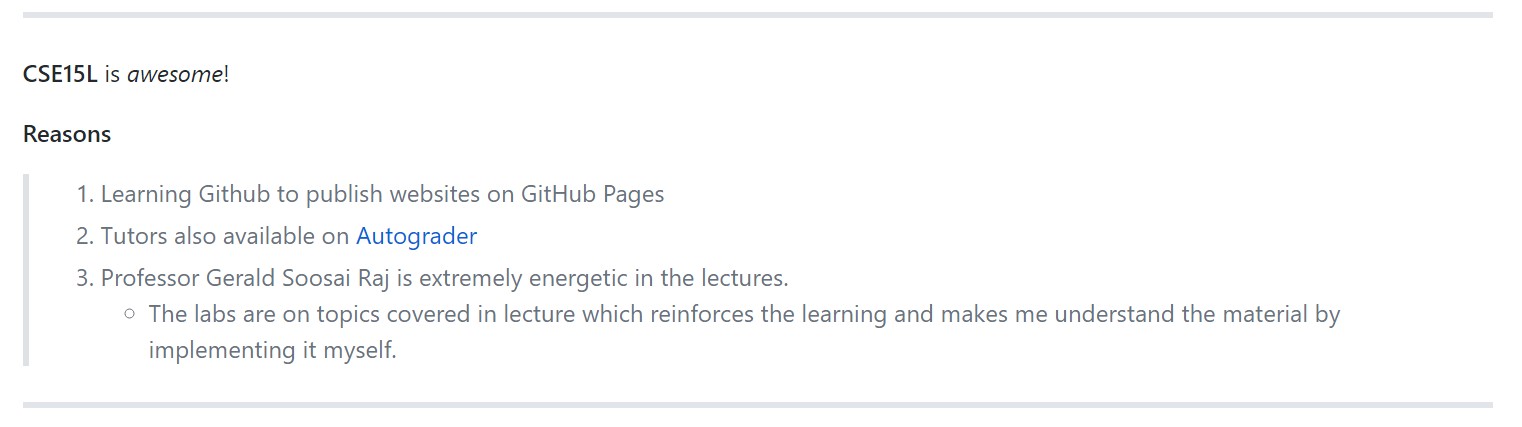 CSE15L is awesome!
Reasons
1. Learning Github to publish websites on GitHub Pages
2. Tutors also available on Autograder
3. Professor Gerald Soosai Raj is extremely energetic in the lectures.
○ The labs are on topics covered in lecture which reinforces the learning and makes me understand the material by
implementing it myself.